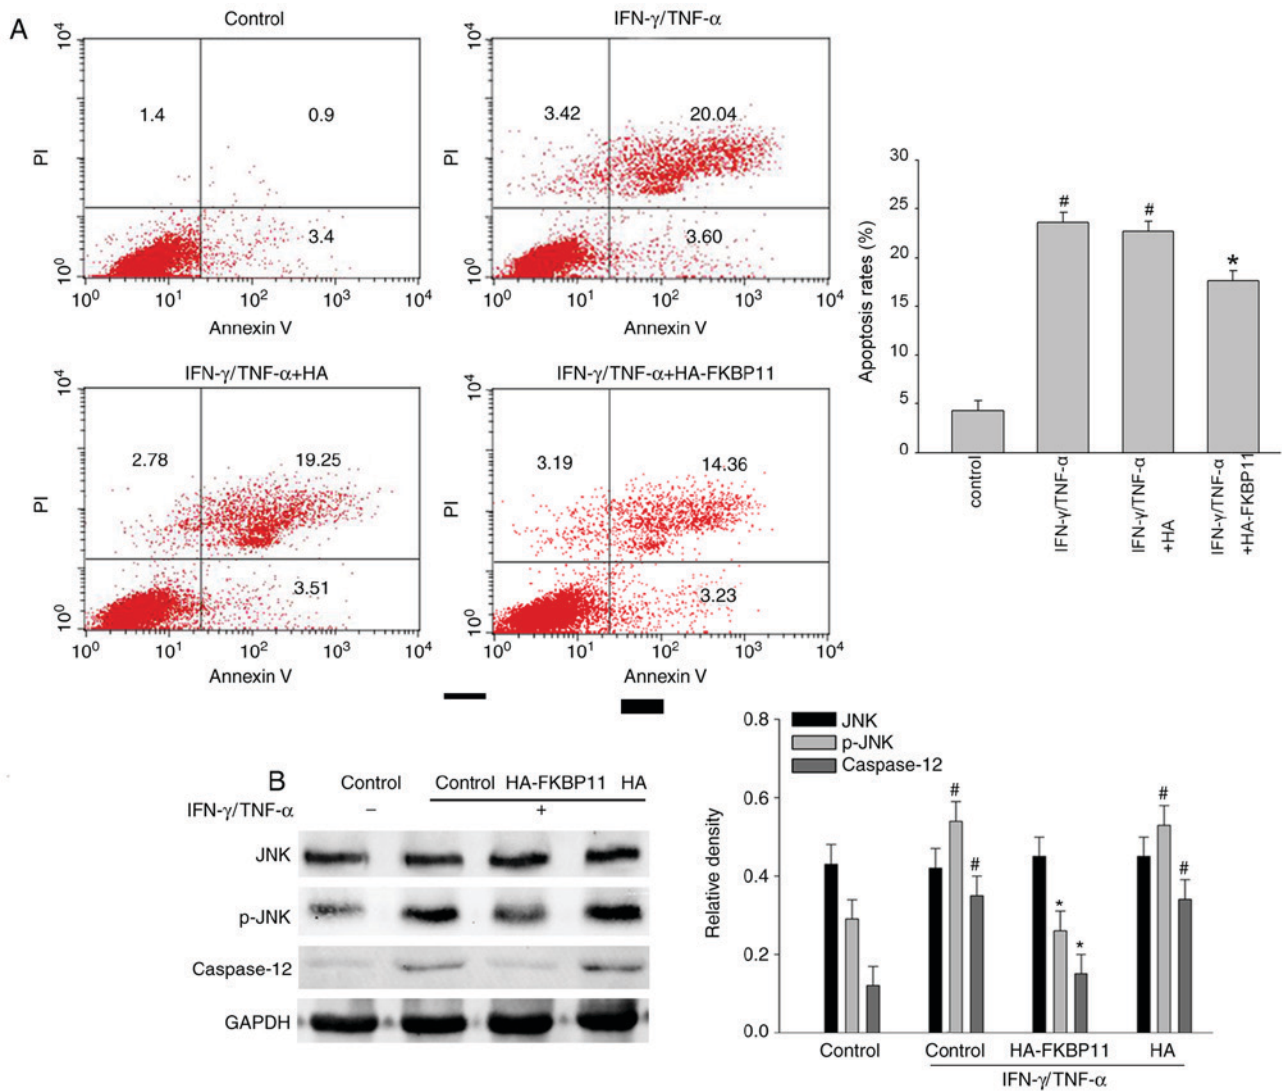 A
Control
10⁴
1.4
0.9
PI
3.4
10⁰
10⁰ 10¹ 10² 10³ 10⁴
Annexin V
IFN-γ/TNF-α
10⁴
3.42
20.04
PI
3.60
10⁰
10⁰ 10¹ 10² 10³ 10⁴
Annexin V
IFN-γ/TNF-α+HA
10⁴
2.78
19.25
PI
3.51
10⁰
10⁰ 10¹ 10² 10³ 10⁴
Annexin V
IFN-γ/TNF-α+HA-FKBP11
10⁴
3.19
14.36
PI
3.23
10⁰
10⁰ 10¹ 10² 10³ 10⁴
Annexin V
Apoptosis rates (%)
30
25
20
15
10
5
0
# # *
control
IFN-γ/TNF-α
IFN-γ/TNF-α
+HA
IFN-γ/TNF-α
+HA-FKBP11
B
Control Control HA-FKBP11 HA
IFN-γ/TNF-α − +
JNK
p-JNK
Caspase-12
GAPDH
Relative density
0.8
0.6
0.4
0.2
0.0
JNK
p-JNK
Caspase-12
# # * * # #
Control Control HA-FKBP11 HA
IFN-γ/TNF-α